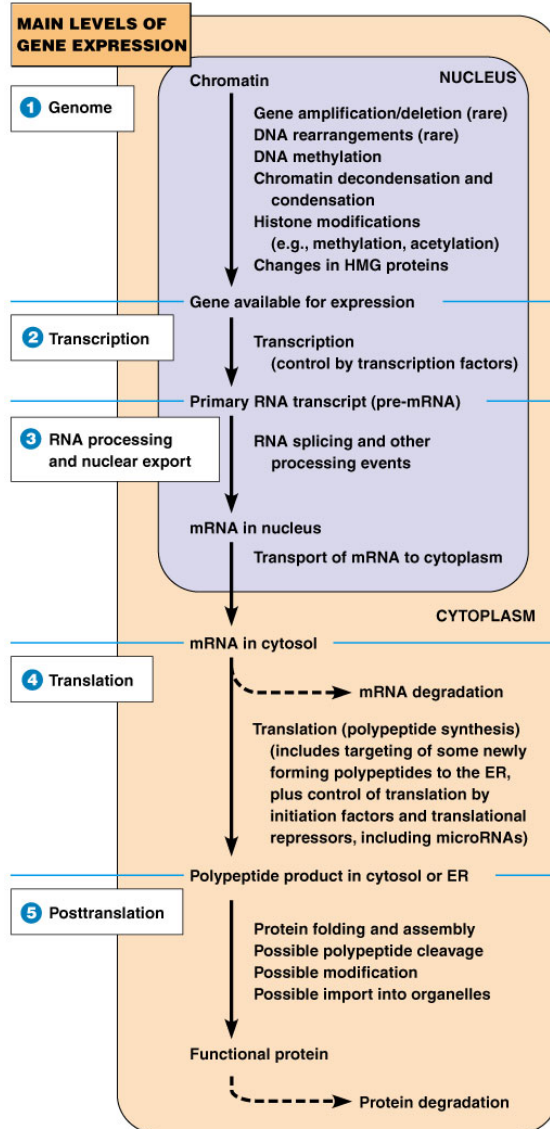 MAIN LEVELS OF
GENE EXPRESSION
NUCLEUS
Chromatin
1 Genome
Gene amplification/deletion (rare)
DNA rearrangements (rare)
DNA methylation
Chromatin decondensation and
condensation
Histone modifications
(e.g., methylation, acetylation)
Changes in HMG proteins
Gene available for expression
2 Transcription
Transcription
(control by transcription factors)
Primary RNA transcript (pre-mRNA)
3 RNA processing
and nuclear export
RNA splicing and other
processing events
mRNA in nucleus
Transport of mRNA to cytoplasm
CYTOPLASM
mRNA in cytosol
4 Translation
mRNA degradation
Translation (polypeptide synthesis)
(includes targeting of some newly
forming polypeptides to the ER,
plus control of translation by
initiation factors and translational
repressors, including microRNAs)
Polypeptide product in cytosol or ER
5 Posttranslation
Protein folding and assembly
Possible polypeptide cleavage
Possible modification
Possible import into organelles
Functional protein
Protein degradation